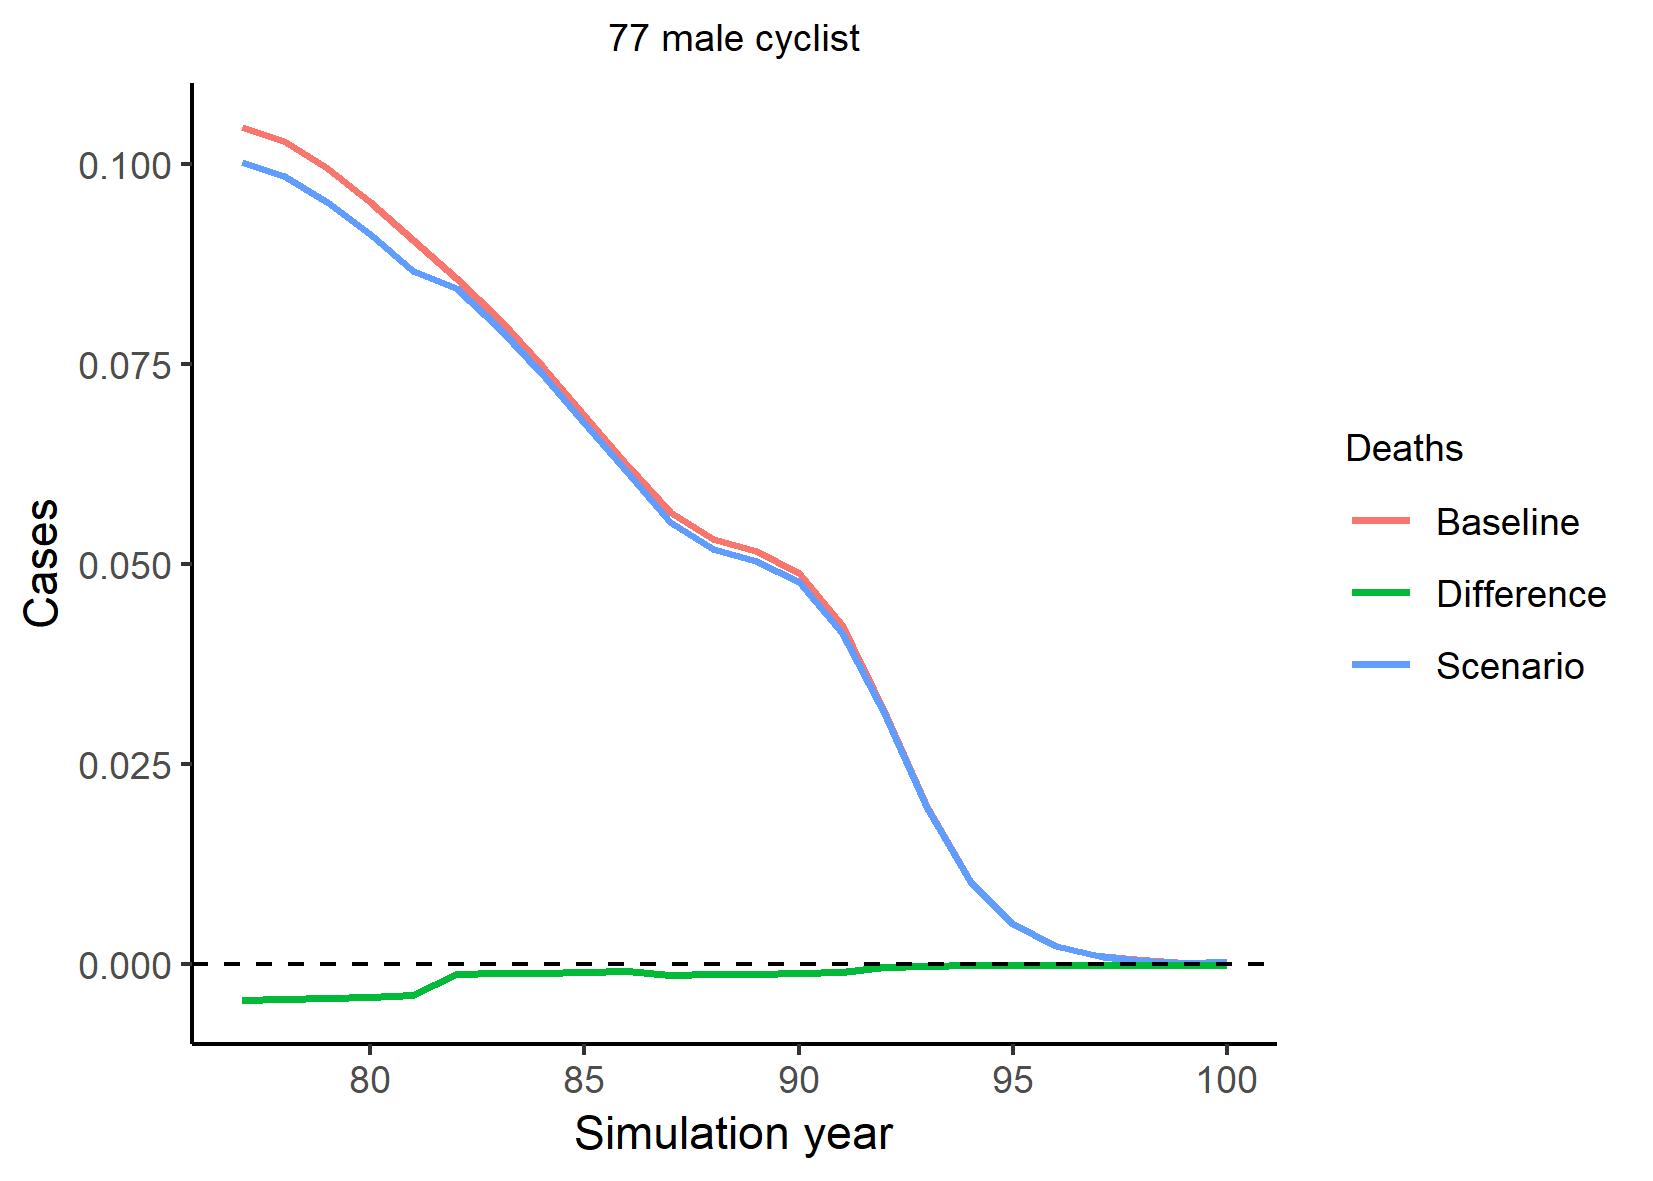 77 male cyclist
Cases
0.100
0.075
0.050
0.025
0.000
80 85 90 95 100
Simulation year
Deaths
Baseline
Difference
Scenario